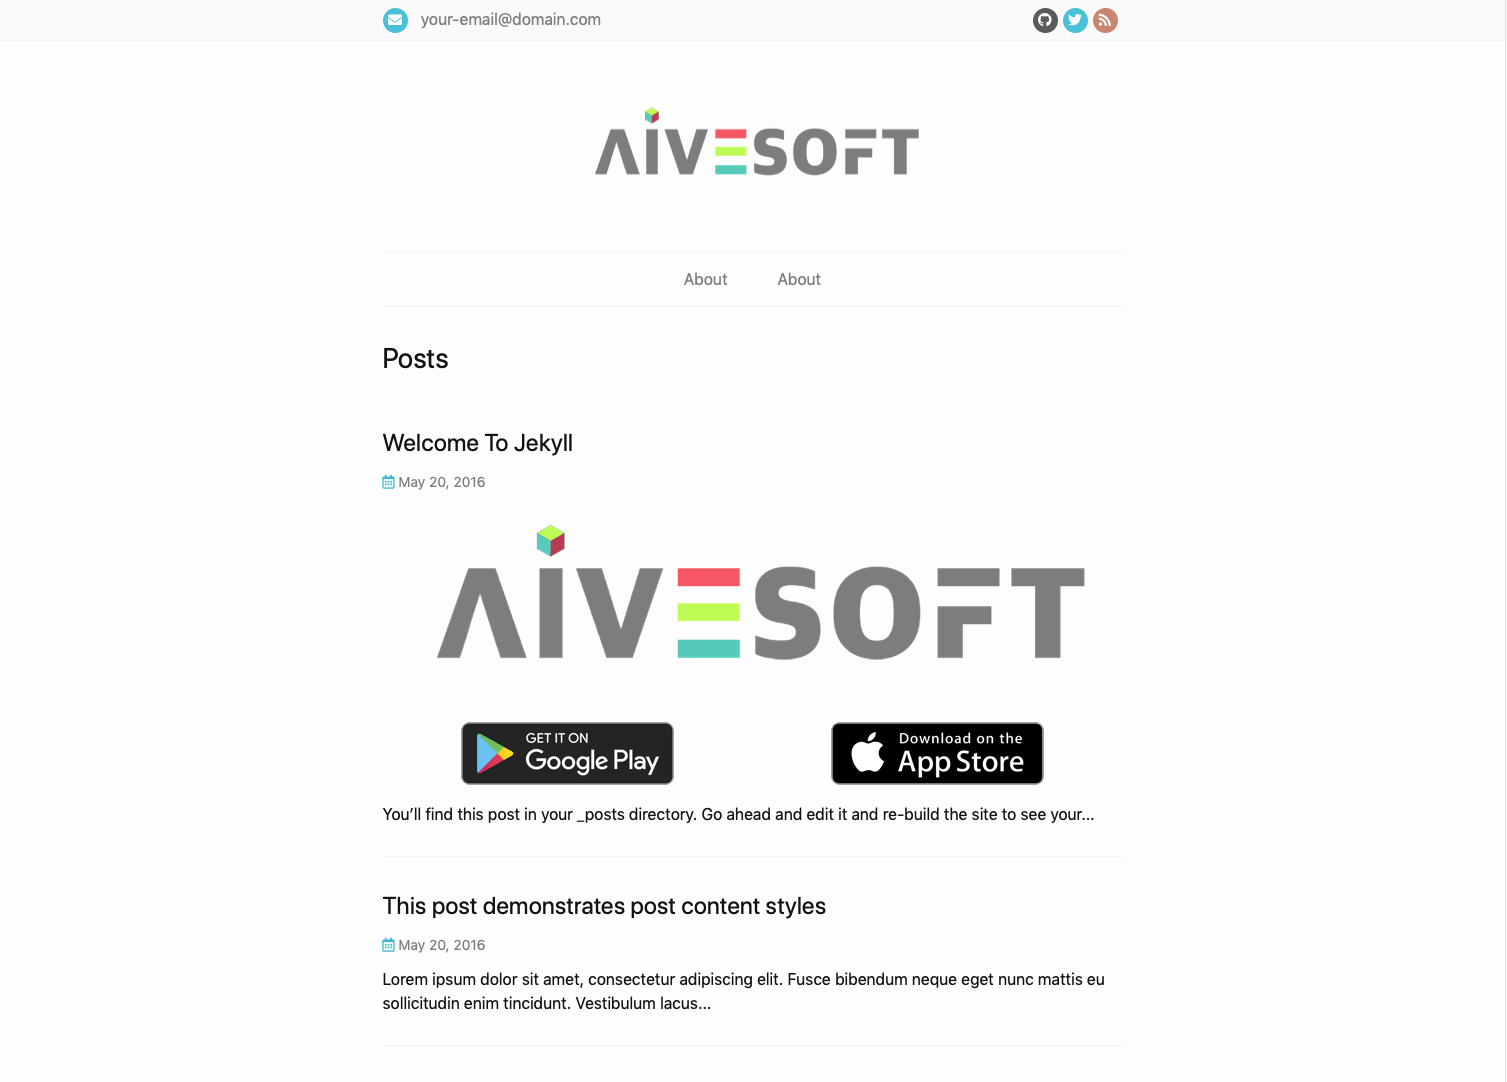 your-email@domain.com
AIVESOFT
About About
Posts
Welcome To Jekyll
May 20, 2016
AIVESOFT
GET IT ON
Google Play
Download on the
App Store
You’ll find this post in your _posts directory. Go ahead and edit it and re-build the site to see your...
This post demonstrates post content styles
May 20, 2016
Lorem ipsum dolor sit amet, consectetur adipiscing elit. Fusce bibendum neque eget nunc mattis eu
sollicitudin enim tincidunt. Vestibulum lacus...